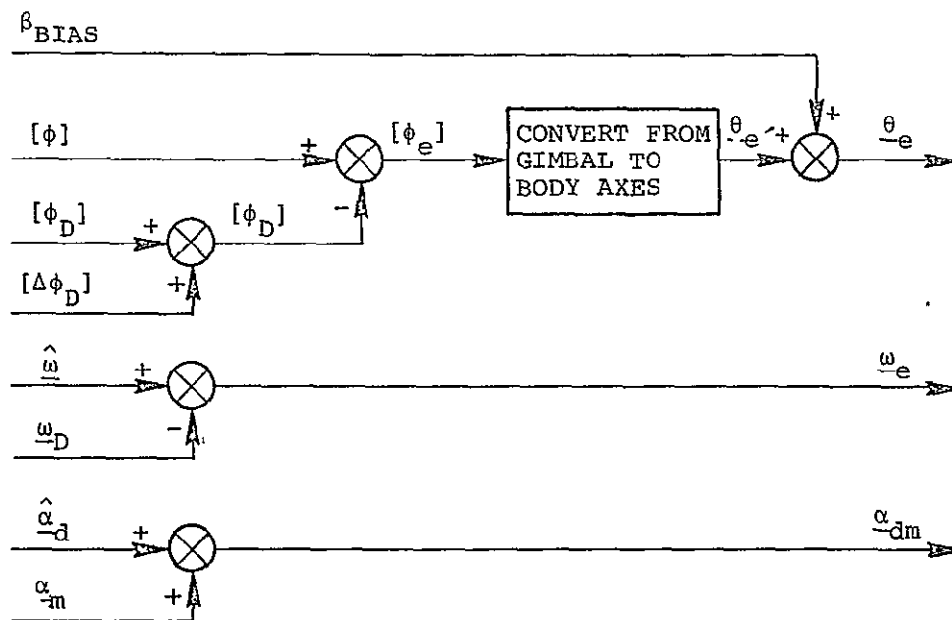 β_BIAS
+
[ϕ] + [ϕ_e] CONVERT FROM θ_e′ + θ_e
GIMBAL TO
BODY AXES
−
[ϕ_D] + [ϕ_D]
[Δϕ_D] +
ω̂ + ω_e
ω_D −
α̂_d + α_dm
α_m +